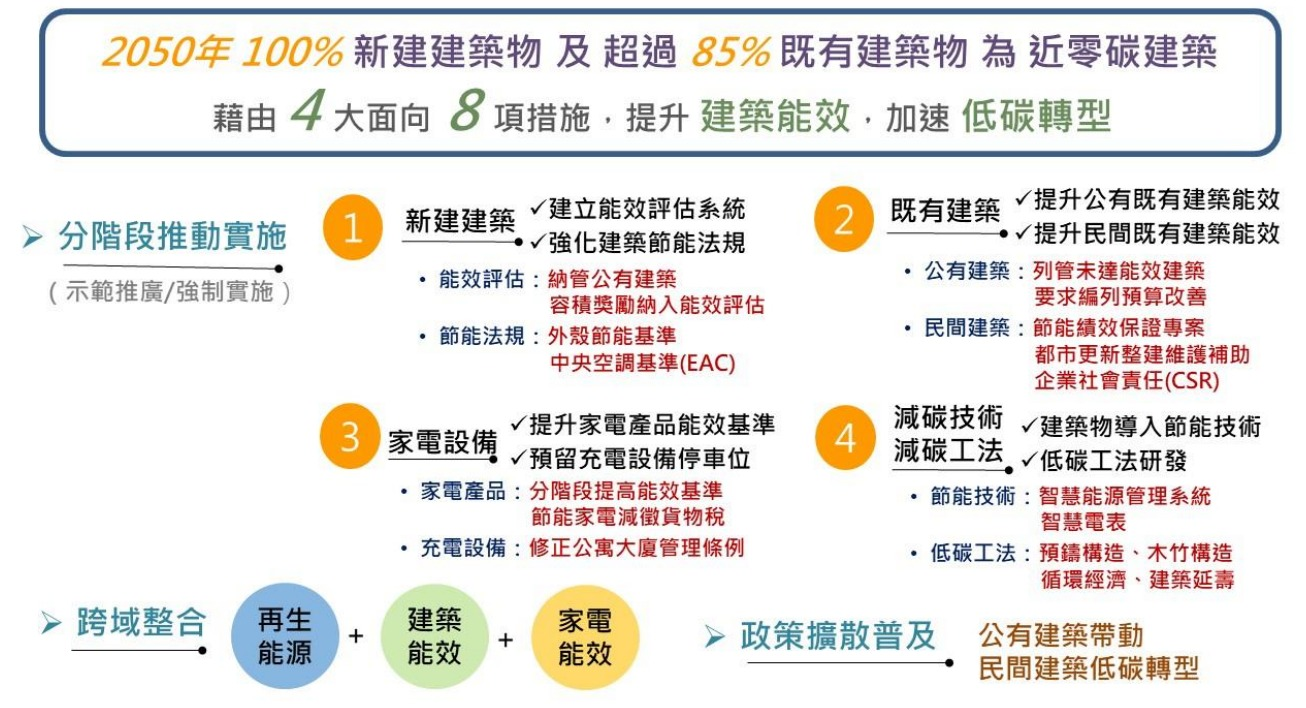 2050年 100% 新建建築物 及 超過 85% 既有建築物 為 近零碳建築
藉由 4 大面向 8 項措施，提升 建築能效，加速 低碳轉型
➢ 分階段推動實施
（示範推廣/強制實施）
1
新建建築
✓建立能效評估系統
✓強化建築節能法規
• 能效評估：納管公有建築
容積獎勵納入能效評估
• 節能法規：外殼節能基準
中央空調基準(EAC)
2
既有建築
✓提升公有既有建築能效
✓提升民間既有建築能效
• 公有建築：列管未達能效建築
要求編列預算改善
• 民間建築：節能績效保證專案
都市更新整建維護補助
企業社會責任(CSR)
3
家電設備
✓提升家電產品能效基準
✓預留充電設備停車位
• 家電產品：分階段提高能效基準
節能家電減徵貨物稅
• 充電設備：修正公寓大廈管理條例
4
減碳技術
減碳工法
✓建築物導入節能技術
✓低碳工法研發
• 節能技術：智慧能源管理系統
智慧電表
• 低碳工法：預鑄構造、木竹構造
循環經濟、建築延壽
➢ 跨域整合
再生
能源
+
建築
能效
+
家電
能效
➢ 政策擴散普及
公有建築帶動
民間建築低碳轉型